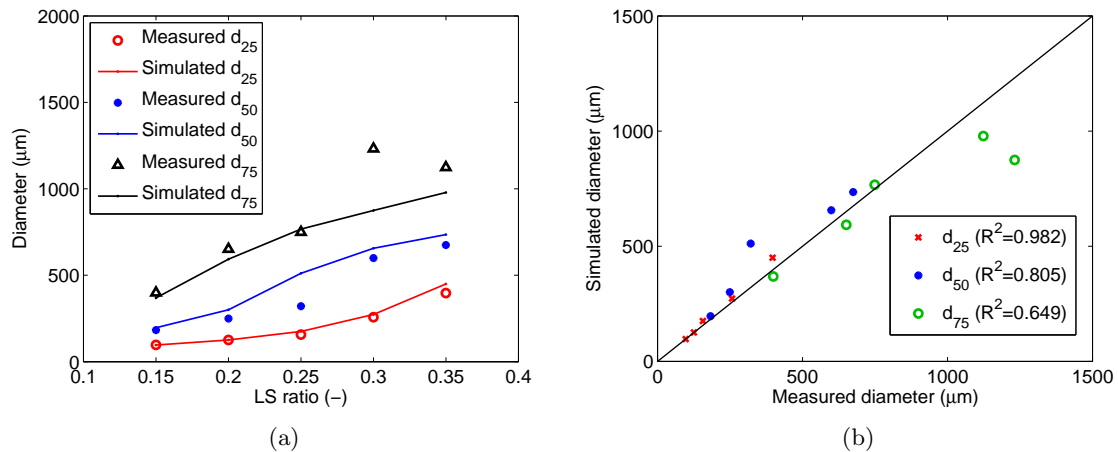 2000
1500
1000
500
0
Diameter (μm)
Measured d25
Simulated d25
Measured d50
Simulated d50
Measured d75
Simulated d75
0.1 0.15 0.2 0.25 0.3 0.35 0.4
LS ratio (−)
(a)
1500
1000
500
0
Simulated diameter (μm)
d25 (R2=0.982)
d50 (R2=0.805)
d75 (R2=0.649)
0 500 1000 1500
Measured diameter (μm)
(b)